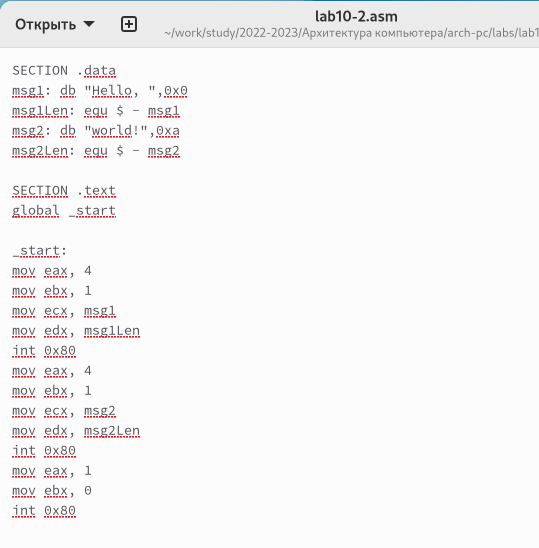 Открыть
lab10-2.asm
~/work/study/2022-2023/Архитектура компьютера/arch-pc/labs/lab1
SECTION .data
msg1: db "Hello, ",0x0
msg1Len: equ $ - msg1
msg2: db "world!",0xa
msg2Len: equ $ - msg2
SECTION .text
global _start
_start:
mov eax, 4
mov ebx, 1
mov ecx, msg1
mov edx, msg1Len
int 0x80
mov eax, 4
mov ebx, 1
mov ecx, msg2
mov edx, msg2Len
int 0x80
mov eax, 1
mov ebx, 0
int 0x80